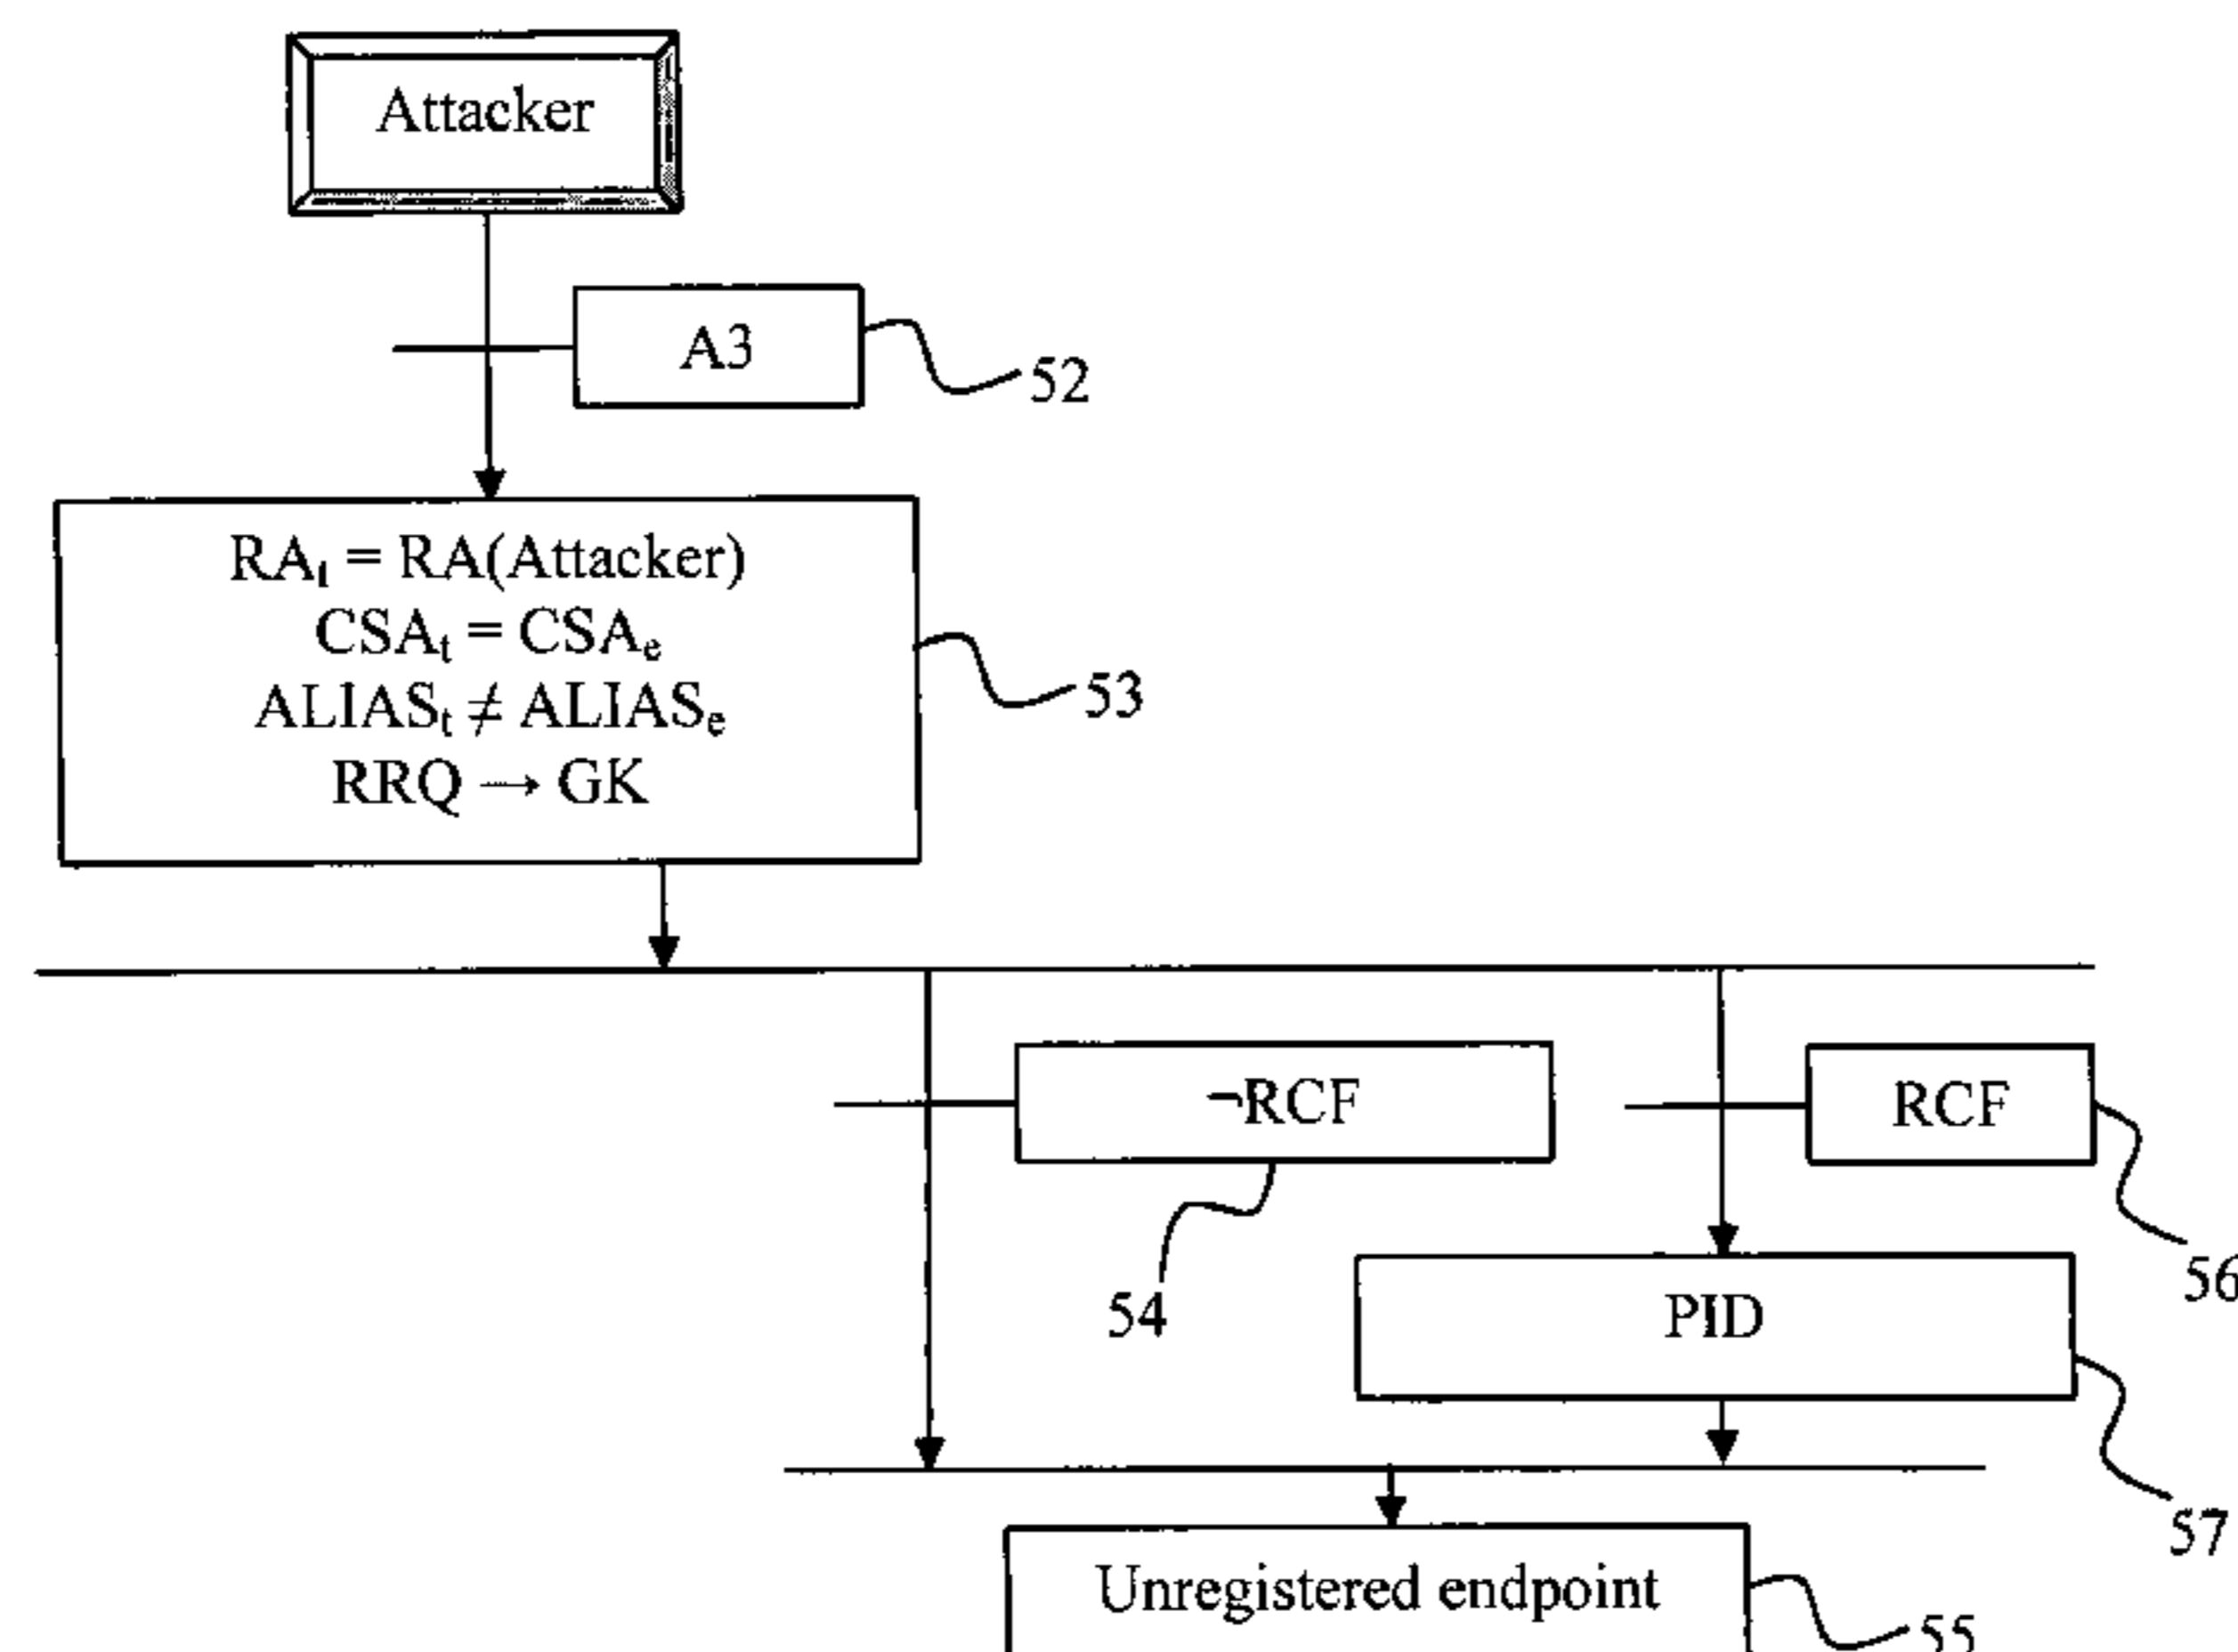 Attacker
A3
52
RAₜ = RA(Attacker)
CSAₜ = CSAₑ
ALIASₜ ≠ ALIASₑ
RRQ → GK
53
¬RCF
RCF
54
56
PID
57
Unregistered endpoint
55